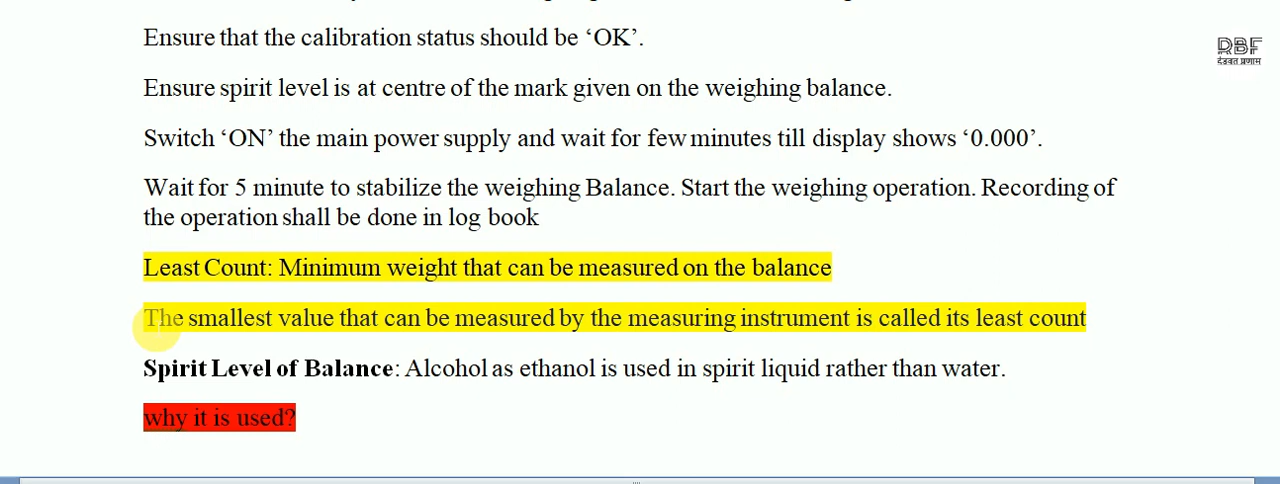 Ensure that the calibration status should be ‘OK’.
DBF
दंडवत प्रणाम
Ensure spirit level is at centre of the mark given on the weighing balance.
Switch ‘ON’ the main power supply and wait for few minutes till display shows ‘0.000’.
Wait for 5 minute to stabilize the weighing Balance. Start the weighing operation. Recording of
the operation shall be done in log book
Least Count: Minimum weight that can be measured on the balance
The smallest value that can be measured by the measuring instrument is called its least count
Spirit Level of Balance: Alcohol as ethanol is used in spirit liquid rather than water.
why it is used?